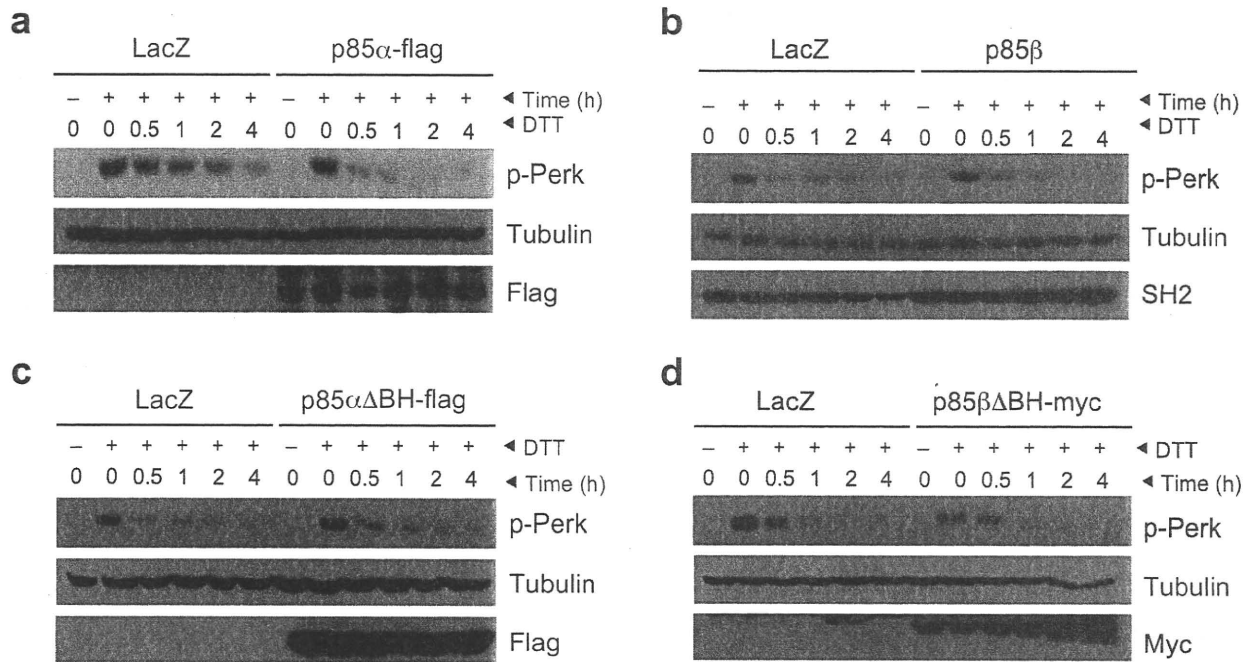 a
LacZ p85α-flag
– + + + + + – + + + + + ◄ Time (h)
0 0 0.5 1 2 4 0 0 0.5 1 2 4 ◄ DTT
p-Perk
Tubulin
Flag
b
LacZ p85β
– + + + + + – + + + + + ◄ Time (h)
0 0 0.5 1 2 4 0 0 0.5 1 2 4 ◄ DTT
p-Perk
Tubulin
SH2
c
LacZ p85αΔBH-flag
– + + + + + – + + + + + ◄ DTT
0 0 0.5 1 2 4 0 0 0.5 1 2 4 ◄ Time (h)
p-Perk
Tubulin
Flag
d
LacZ p85βΔBH-myc
– + + + + + – + + + + + ◄ DTT
0 0 0.5 1 2 4 0 0 0.5 1 2 4 ◄ Time (h)
p-Perk
Tubulin
Myc